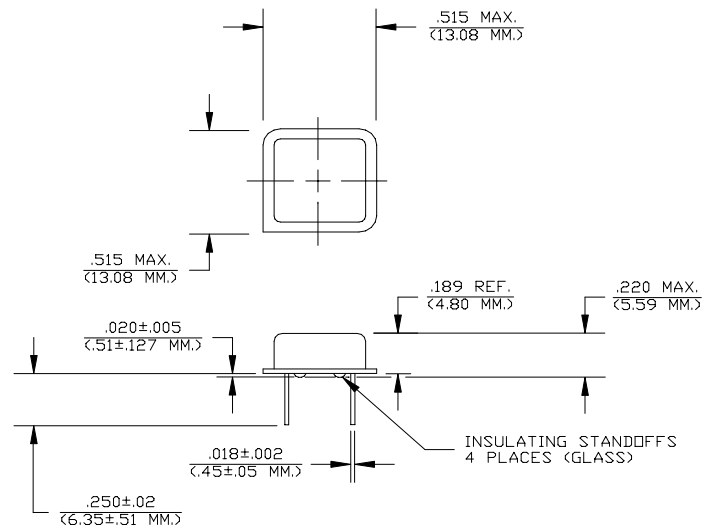 .515 MAX.
(13.08 MM.)
.515 MAX.
(13.08 MM.)
.189 REF.
(4.80 MM.)
.220 MAX.
(5.59 MM.)
.020±.005
(.51±.127 MM.)
INSULATING STANDOFFS
4 PLACES (GLASS)
.018±.002
(.45±.05 MM.)
.250±.02
(6.35±.51 MM.)